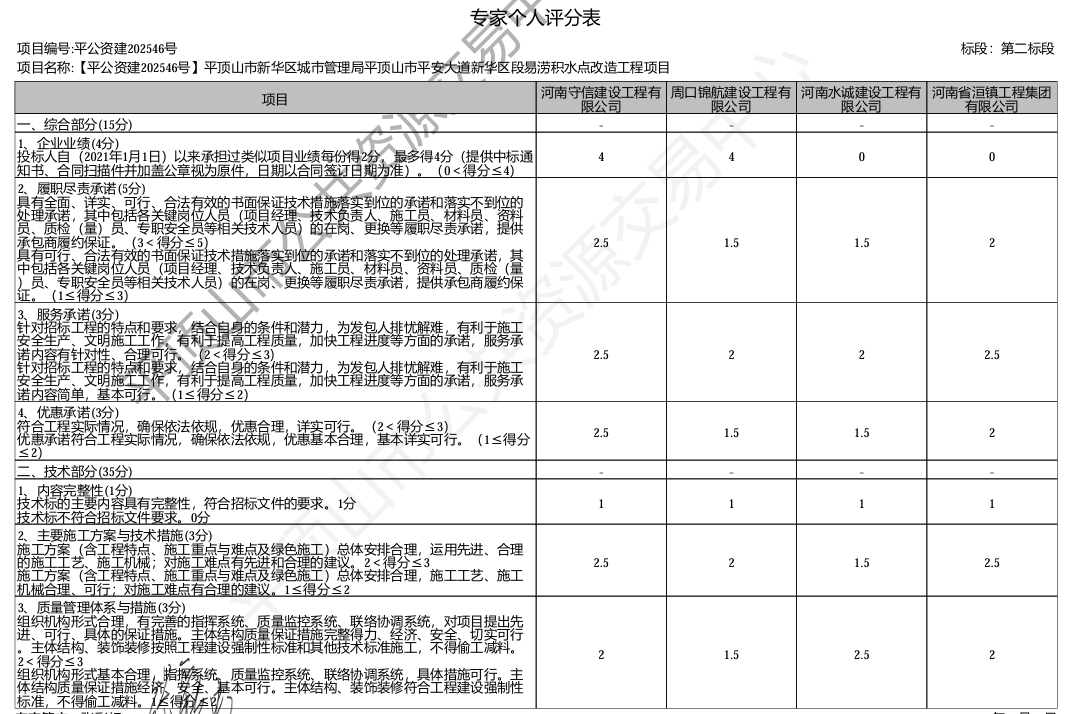 专家个人评分表
项目编号:平公资建202546号
标段：第二标段
项目名称:【平公资建202546号】平顶山市新华区城市管理局平顶山市平安大道新华区段易涝积水点改造工程项目
项目
河南守信建设工程有限公司
周口锦航建设工程有限公司
河南水诚建设工程有限公司
河南省洹镇工程集团有限公司
一、综合部分(15分)
- - - -
1、企业业绩(4分)
投标人自（2021年1月1日）以来承担过类似项目业绩每份得2分，最多得4分（提供中标通
知书、合同扫描件并加盖公章视为原件，日期以合同签订日期为准）。（0＜得分≤4）
4 4 0 0
2、履职尽责承诺(5分)
具有全面、详实、可行、合法有效的书面保证技术措施落实到位的承诺和落实不到位的
处理承诺，其中包括各关键岗位人员（项目经理、技术负责人、施工员、材料员、资料
员、质检（量）员、专职安全员等相关技术人员）的在岗、更换等履职尽责承诺，提供
承包商履约保证。（3＜得分≤5）
具有可行、合法有效的书面保证技术措施落实到位的承诺和落实不到位的处理承诺，其
中包括各关键岗位人员（项目经理、技术负责人、施工员、材料员、资料员、质检（量
）员、专职安全员等相关技术人员）的在岗、更换等履职尽责承诺，提供承包商履约保
证。（1≤得分≤3）
2.5 1.5 1.5 2
3、服务承诺(3分)
针对招标工程的特点和要求，结合自身的条件和潜力，为发包人排忧解难，有利于施工
安全生产、文明施工工作，有利于提高工程质量，加快工程进度等方面的承诺，服务承
诺内容有针对性、合理可行。（2＜得分≤3）
针对招标工程的特点和要求，结合自身的条件和潜力，为发包人排忧解难，有利于施工
安全生产、文明施工工作，有利于提高工程质量，加快工程进度等方面的承诺，服务承
诺内容简单，基本可行。（1≤得分≤2）
2.5 2 2 2.5
4、优惠承诺(3分)
符合工程实际情况，确保依法依规，优惠合理，详实可行。（2＜得分≤3）
优惠承诺符合工程实际情况，确保依法依规，优惠基本合理，基本详实可行。（1≤得分
≤2）
2.5 1.5 1.5 2
二、技术部分(35分)
- - - -
1、内容完整性(1分)
技术标的主要内容具有完整性，符合招标文件的要求。1分
技术标不符合招标文件要求。0分
1 1 1 1
2、主要施工方案与技术措施(3分)
施工方案（含工程特点、施工重点与难点及绿色施工）总体安排合理，运用先进、合理
的施工工艺、施工机械；对施工难点有先进和合理的建议。2＜得分≤3
施工方案（含工程特点、施工重点与难点及绿色施工）总体安排合理，施工工艺、施工
机械合理、可行；对施工难点有合理的建议。1≤得分≤2
2.5 2 1.5 2.5
3、质量管理体系与措施(3分)
组织机构形式合理，有完善的指挥系统、质量监控系统、联络协调系统，对项目提出先
进、可行、具体的保证措施。主体结构质量保证措施完整得力、经济、安全、切实可行
。主体结构、装饰装修按照工程建设强制性标准和其他技术标准施工，不得偷工减料。
2＜得分≤3
组织机构形式基本合理，指挥系统、质量监控系统、联络协调系统，具体措施可行。主
体结构质量保证措施经济、安全、基本可行。主体结构、装饰装修符合工程建设强制性
标准，不得偷工减料。1≤得分≤2
2 1.5 2.5 2
平顶山市公共资源交易中心
平顶山市公共资源交易中心